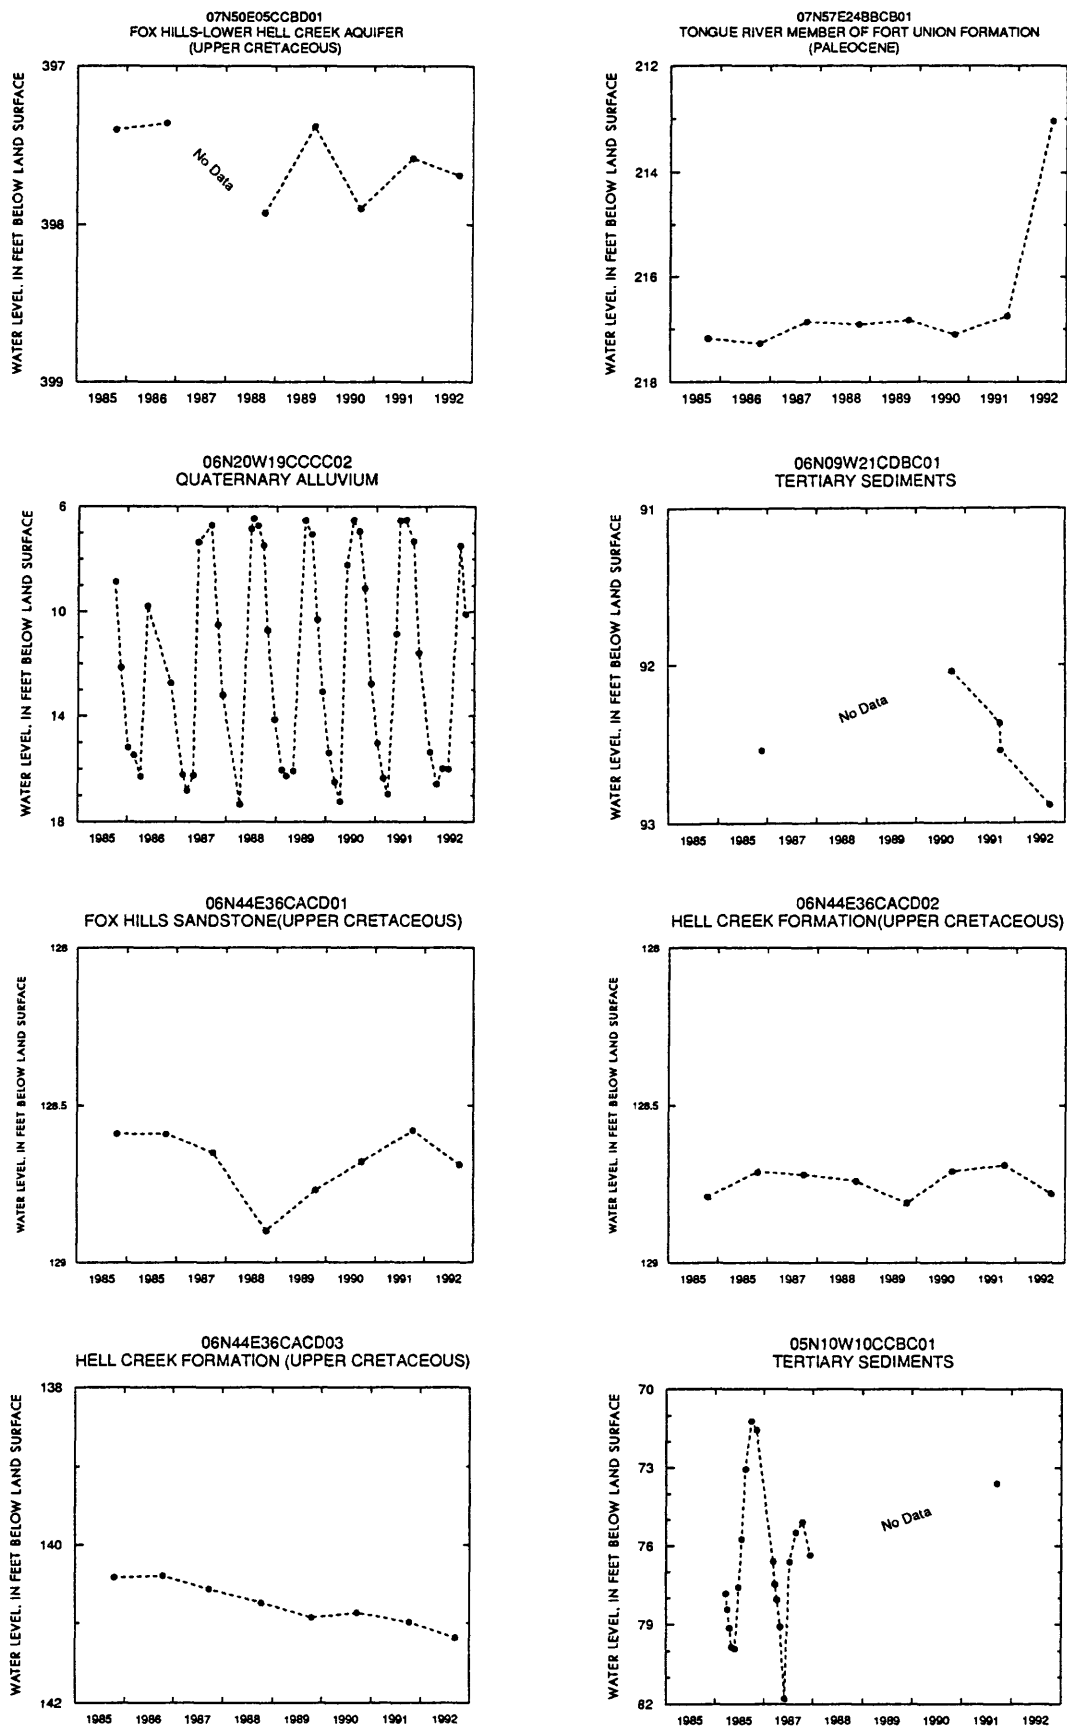 07N50E05CCBD01
FOX HILLS-LOWER HELL CREEK AQUIFER
(UPPER CRETACEOUS)
WATER LEVEL, IN FEET BELOW LAND SURFACE
397
398
399
No Data
1985 1986 1987 1988 1989 1990 1991 1992
07N57E24BBCB01
TONGUE RIVER MEMBER OF FORT UNION FORMATION
(PALEOCENE)
WATER LEVEL, IN FEET BELOW LAND SURFACE
212
214
216
218
1985 1986 1987 1988 1989 1990 1991 1992
06N20W19CCCC02
QUATERNARY ALLUVIUM
WATER LEVEL, IN FEET BELOW LAND SURFACE
6
10
14
18
1985 1986 1987 1988 1989 1990 1991 1992
06N09W21CDBC01
TERTIARY SEDIMENTS
WATER LEVEL, IN FEET BELOW LAND SURFACE
91
92
93
No Data
1985 1985 1987 1988 1989 1990 1991 1992
06N44E36CACD01
FOX HILLS SANDSTONE(UPPER CRETACEOUS)
WATER LEVEL, IN FEET BELOW LAND SURFACE
128
128.5
129
1985 1985 1987 1988 1989 1990 1991 1992
06N44E36CACD02
HELL CREEK FORMATION(UPPER CRETACEOUS)
WATER LEVEL, IN FEET BELOW LAND SURFACE
128
128.5
129
1985 1985 1987 1988 1989 1990 1991 1992
06N44E36CACD03
HELL CREEK FORMATION (UPPER CRETACEOUS)
WATER LEVEL, IN FEET BELOW LAND SURFACE
138
140
142
1985 1986 1987 1988 1989 1990 1991 1992
05N10W10CCBC01
TERTIARY SEDIMENTS
WATER LEVEL, IN FEET BELOW LAND SURFACE
70
73
76
79
82
No Data
1985 1985 1987 1988 1989 1990 1991 1992